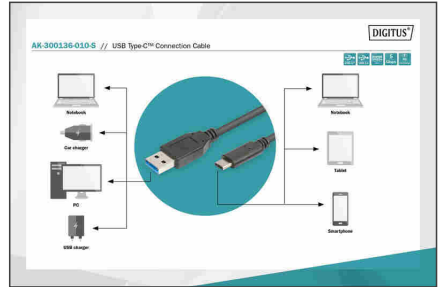 DIGITUS®
AK-300136-010-S // USB Type-C™ Connection Cable
Notebook
Car charger
PC
USB charger
Notebook
Tablet
Smartphone